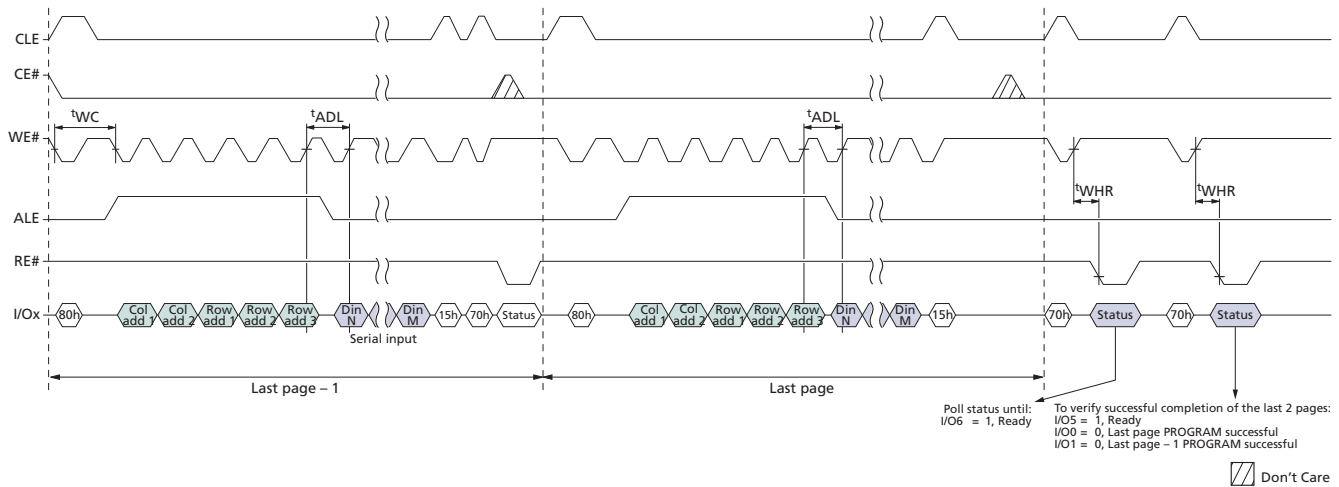 CLE
CE#
tWC
tADL
tADL
WE#
tWHR
tWHR
ALE
RE#
I/Ox
80h
Col add 1
Col add 2
Row add 1
Row add 2
Row add 3
Din N
Din M
15h
70h
Status
80h
Col add 1
Col add 2
Row add 1
Row add 2
Row add 3
Din N
Din M
15h
70h
Status
70h
Status
Serial input
Last page – 1
Last page
Poll status until:
I/O6 = 1, Ready
To verify successful completion of the last 2 pages:
I/O5 = 1, Ready
I/O0 = 0, Last page PROGRAM successful
I/O1 = 0, Last page – 1 PROGRAM successful
Don't Care